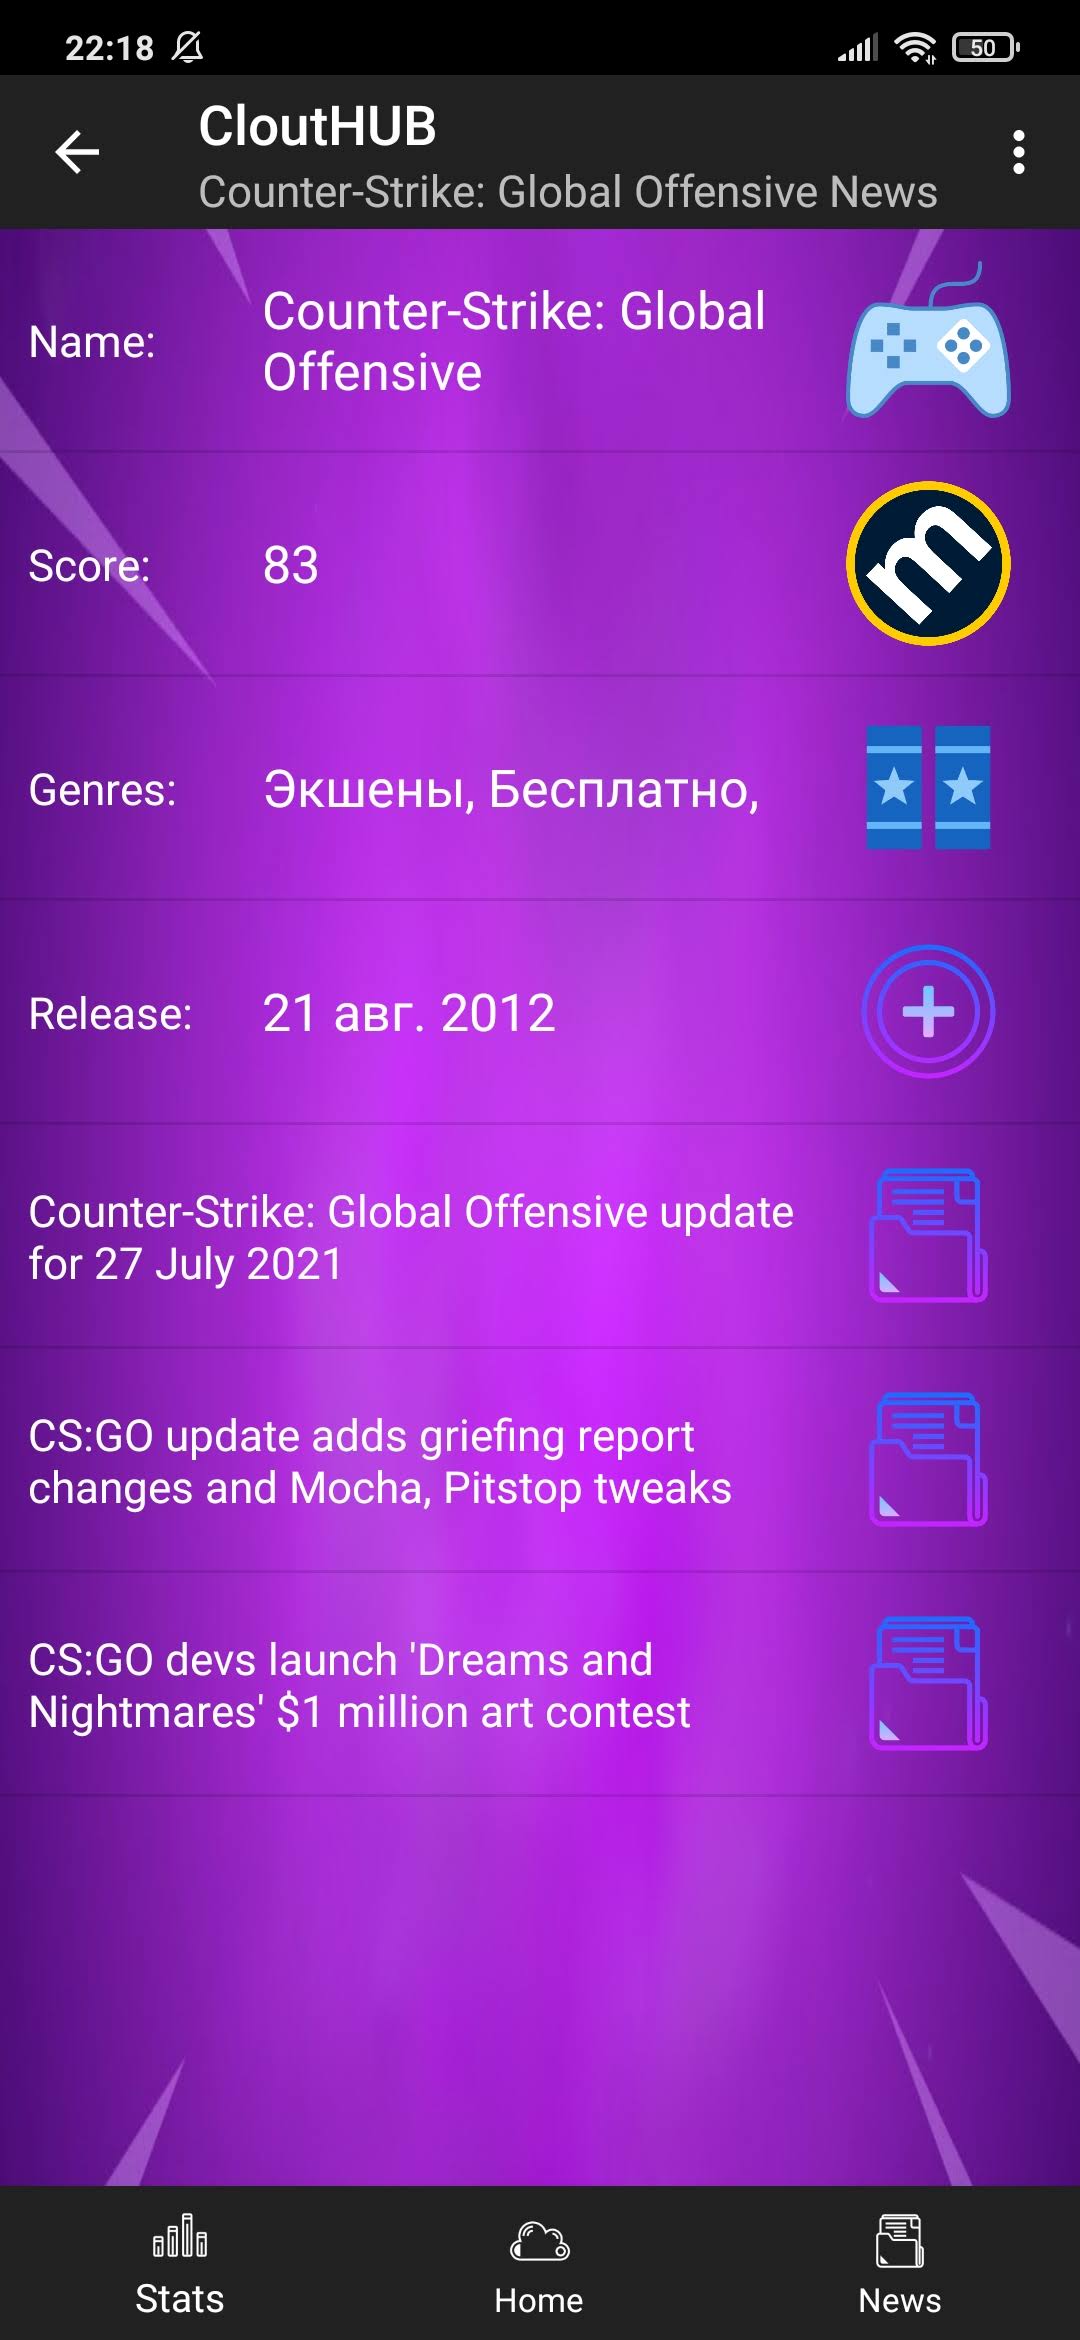 22:18
50
CloutHUB
Counter-Strike: Global Offensive News
Name:
Counter-Strike: Global
Offensive
Score:
83
m
Genres:
Экшены, Бесплатно,
Release:
21 авг. 2012
Counter-Strike: Global Offensive update
for 27 July 2021
CS:GO update adds griefing report
changes and Mocha, Pitstop tweaks
CS:GO devs launch 'Dreams and
Nightmares' $1 million art contest
Stats
Home
News